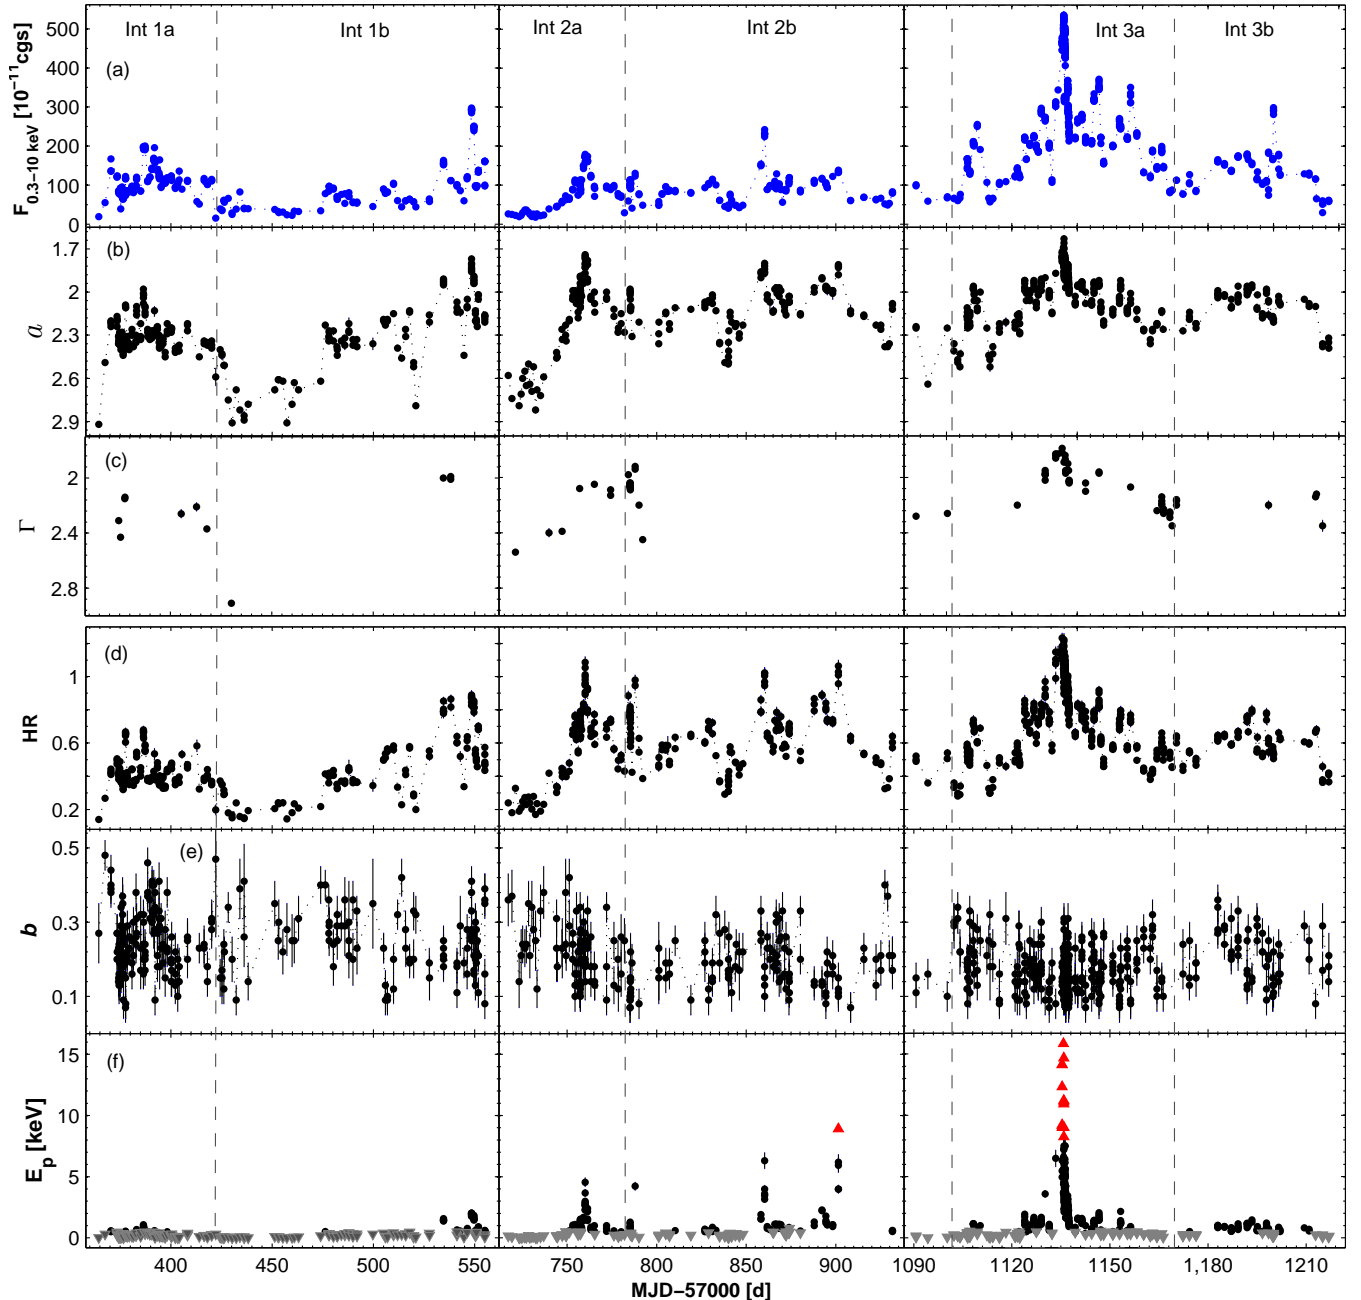 Int 1a
Int 1b
Int 2a
Int 2b
Int 3a
Int 3b
F0.3−10 keV [10−11cgs]
500
400
300
200
100
0
(a)
a
1.7
2
2.3
2.6
2.9
(b)
Γ
2
2.4
2.8
(c)
HR
1
0.6
0.2
(d)
b
0.5
0.3
0.1
(e)
Ep [keV]
15
10
5
0
(f)
400 450 500 550 750 800 850 900 1090 1120 1150 1,180 1210
MJD−57000 [d]